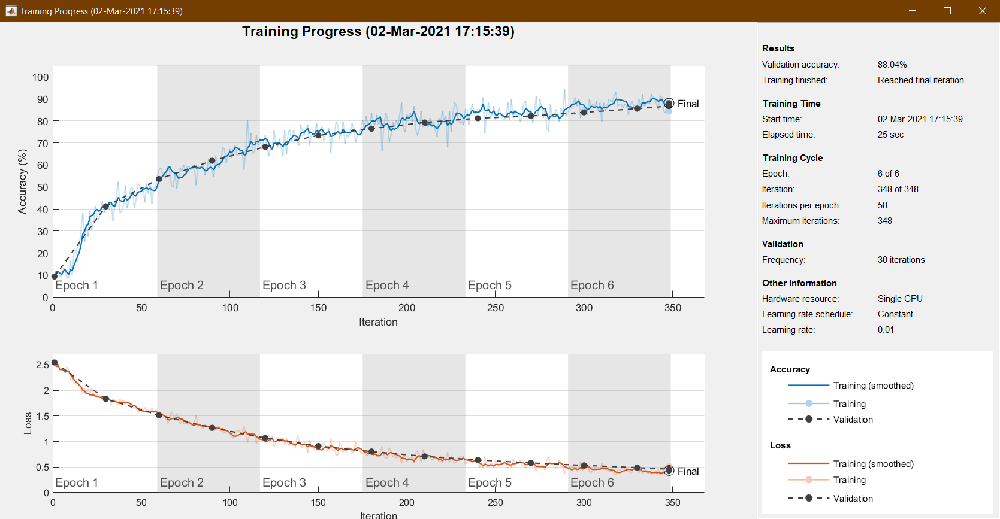 Training Progress (02-Mar-2021 17:15:39)
Training Progress (02-Mar-2021 17:15:39)
100
90
80
70
60
50
40
30
20
10
0
Accuracy (%)
Final
Epoch 1 Epoch 2 Epoch 3 Epoch 4 Epoch 5 Epoch 6
0 50 100 150 200 250 300 350
Iteration
2.5
2
1.5
1
0.5
0
Loss
Final
Epoch 1 Epoch 2 Epoch 3 Epoch 4 Epoch 5 Epoch 6
0 50 100 150 200 250 300 350
Iteration
Results
Validation accuracy: 88.04%
Training finished: Reached final iteration
Training Time
Start time: 02-Mar-2021 17:15:39
Elapsed time: 25 sec
Training Cycle
Epoch: 6 of 6
Iteration: 348 of 348
Iterations per epoch: 58
Maximum iterations: 348
Validation
Frequency: 30 iterations
Other Information
Hardware resource: Single CPU
Learning rate schedule: Constant
Learning rate: 0.01
Accuracy
Training (smoothed)
Training
Validation
Loss
Training (smoothed)
Training
Validation